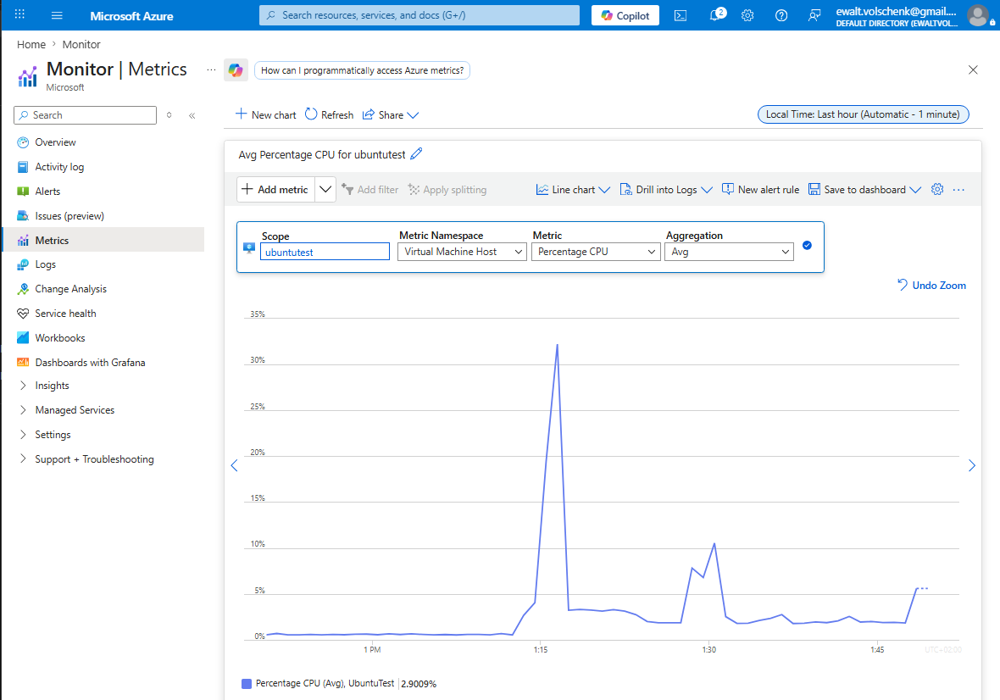 Microsoft Azure
Search resources, services, and docs (G+/)
Copilot
2
ewalt.volschenk@gmail....
DEFAULT DIRECTORY (EWALTVOL...
Home > Monitor
Monitor | Metrics ...
Microsoft
How can I programmatically access Azure metrics?
Search
Overview
Activity log
Alerts
Issues (preview)
Metrics
Logs
Change Analysis
Service health
Workbooks
Dashboards with Grafana
Insights
Managed Services
Settings
Support + Troubleshooting
New chart Refresh Share
Local Time: Last hour (Automatic - 1 minute)
Avg Percentage CPU for ubuntutest
Add metric Add filter Apply splitting Line chart Drill into Logs New alert rule Save to dashboard ...
Scope Metric Namespace Metric Aggregation
ubuntutest Virtual Machine Host Percentage CPU Avg
Undo Zoom
35%
30%
25%
20%
15%
10%
5%
0%
1 PM 1:15 1:30 1:45 UTC+02:00
Percentage CPU (Avg), UbuntuTest 2.9009%